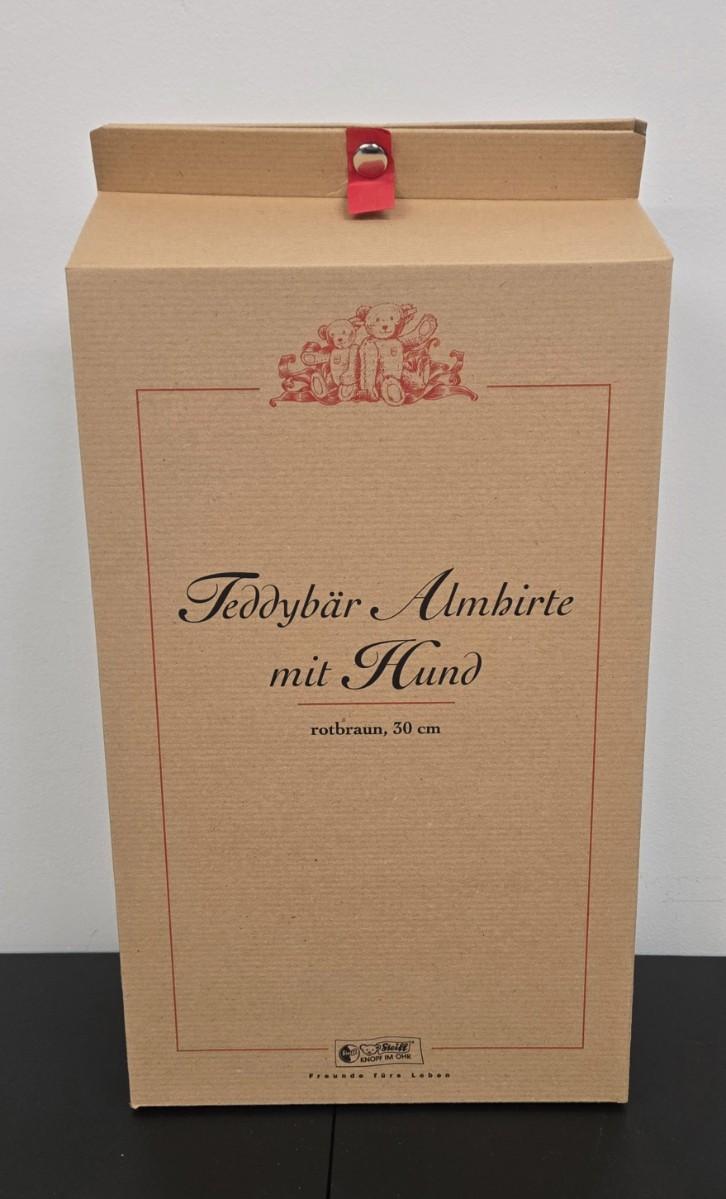 Teddybär Almhirte
mit Hund
rotbraun, 30 cm
Steiff
KNOPF IM OHR
Freunde fürs Leben